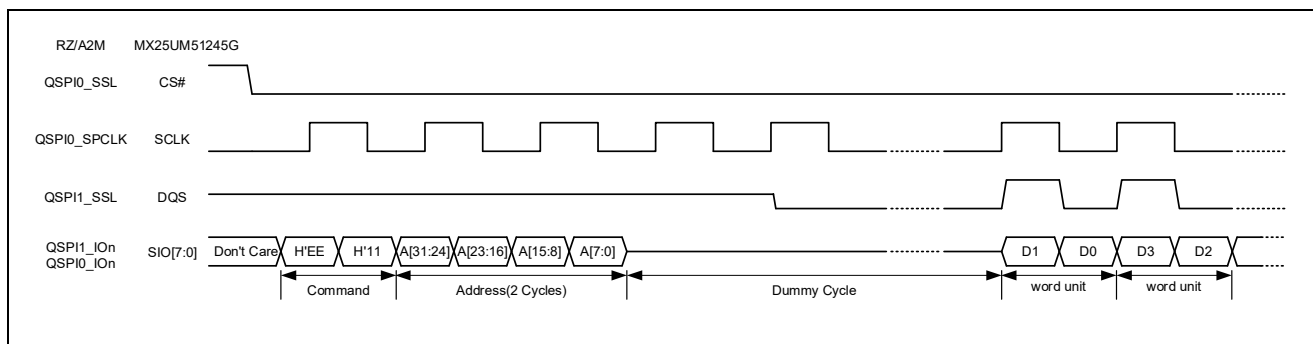 RZ/A2M MX25UM51245G
QSPI0_SSL CS#
QSPI0_SPCLK SCLK
QSPI1_SSL DQS
QSPI1_IOn
QSPI0_IOn SIO[7:0] Don't Care H'EE H'11 A[31:24] A[23:16] A[15:8] A[7:0] D1 D0 D3 D2
Command Address(2 Cycles) Dummy Cycle word unit word unit